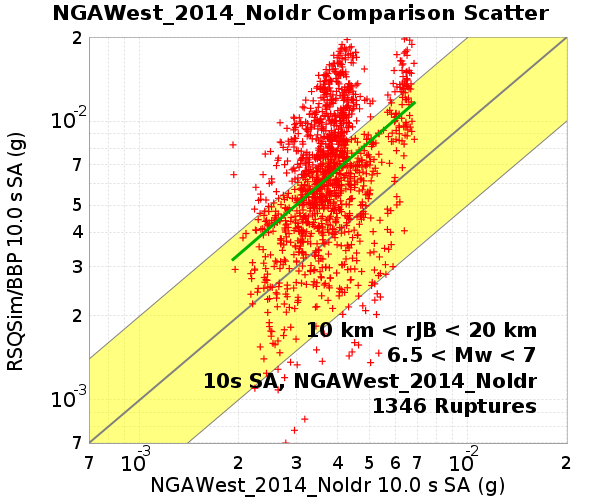 NGAWest_2014_NoIdr Comparison Scatter
RSQSim/BBP 10.0 s SA (g)
2
10-2
7
5
4
3
2
10-3
7
10 km < rJB < 20 km
6.5 < Mw < 7
10s SA, NGAWest_2014_NoIdr
1346 Ruptures
7 10-3 2 3 4 5 6 7 10-2 2
NGAWest_2014_NoIdr 10.0 s SA (g)